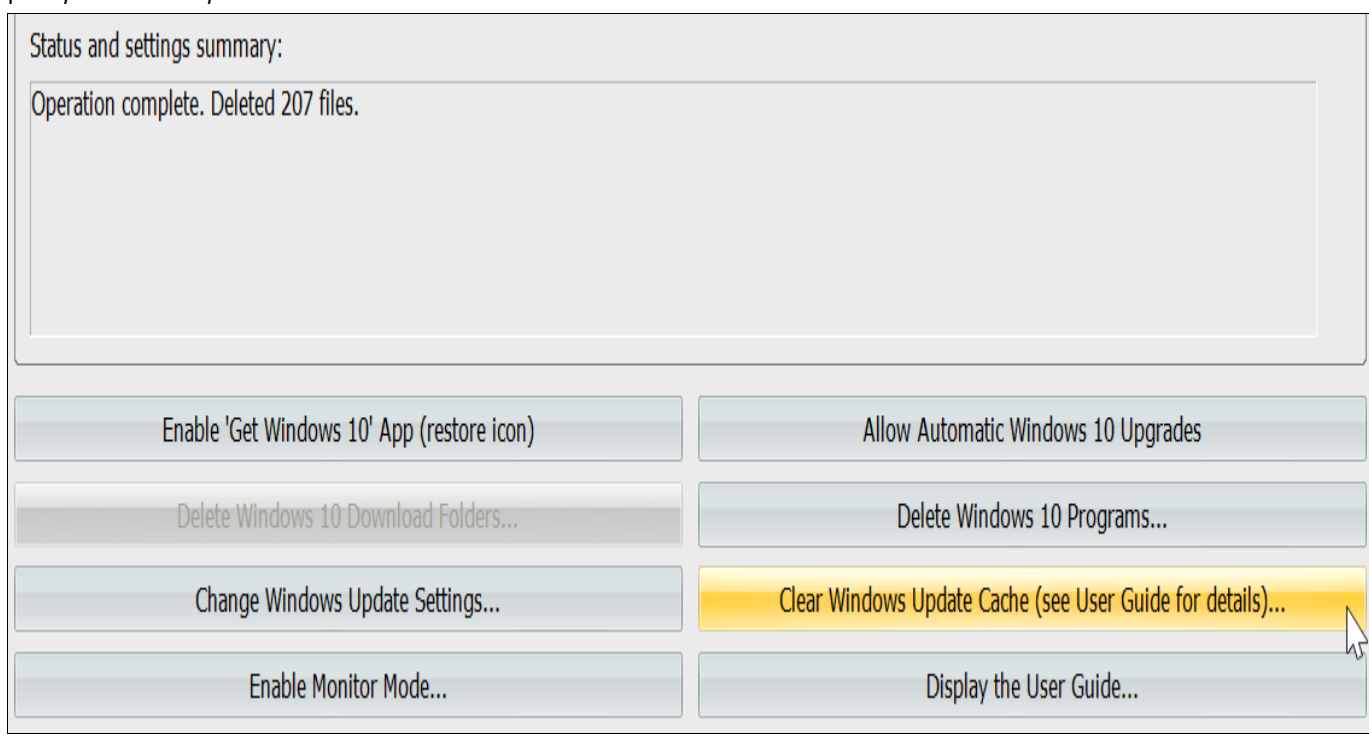 Status and settings summary:
Operation complete. Deleted 207 files.
Enable 'Get Windows 10' App (restore icon)
Allow Automatic Windows 10 Upgrades
Delete Windows 10 Download Folders...
Delete Windows 10 Programs...
Change Windows Update Settings...
Clear Windows Update Cache (see User Guide for details)...
Enable Monitor Mode...
Display the User Guide...